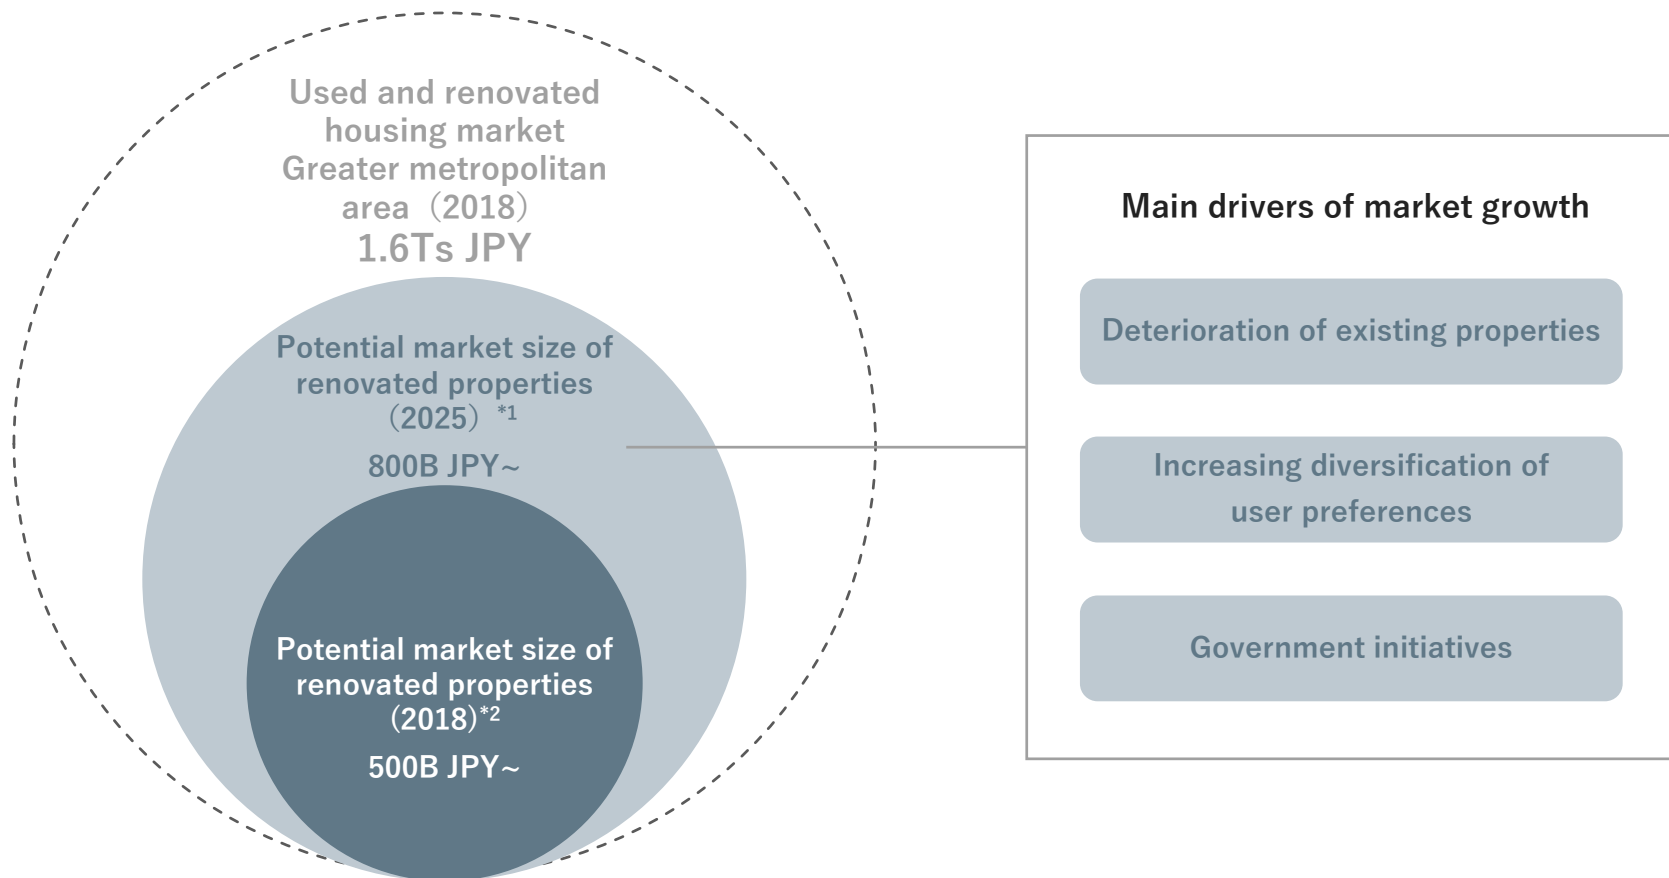 Used and renovated
housing market
Greater metropolitan
area（2018）
1.6Ts JPY
Potential market size of
renovated properties
（2025）*1
800B JPY~
Potential market size of
renovated properties
(2018)*2
500B JPY~
Main drivers of market growth
Deterioration of existing properties
Increasing diversification of
user preferences
Government initiatives